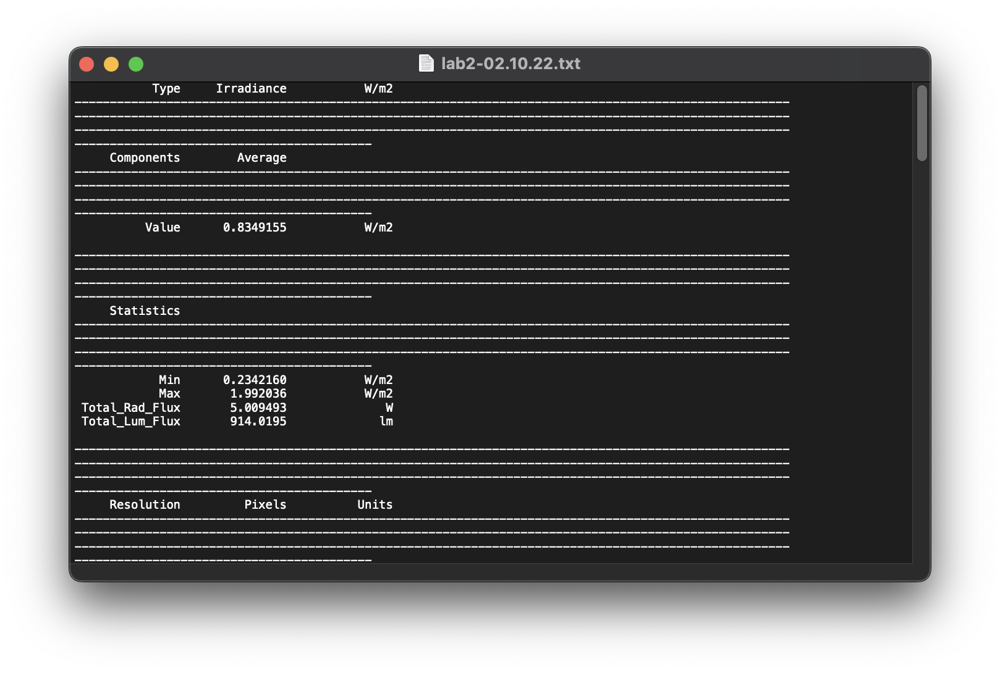 lab2-02.10.22.txt
Type Irradiance W/m2
-----------------------------------------------------------------------------------------------------
-----------------------------------------------------------------------------------------------------
-----------------------------------------------------------------------------------------------------
------------------------------------------
Components Average
-----------------------------------------------------------------------------------------------------
-----------------------------------------------------------------------------------------------------
-----------------------------------------------------------------------------------------------------
------------------------------------------
Value 0.8349155 W/m2
-----------------------------------------------------------------------------------------------------
-----------------------------------------------------------------------------------------------------
-----------------------------------------------------------------------------------------------------
------------------------------------------
Statistics
-----------------------------------------------------------------------------------------------------
-----------------------------------------------------------------------------------------------------
-----------------------------------------------------------------------------------------------------
------------------------------------------
Min 0.2342160 W/m2
Max 1.992036 W/m2
Total_Rad_Flux 5.009493 W
Total_Lum_Flux 914.0195 lm
-----------------------------------------------------------------------------------------------------
-----------------------------------------------------------------------------------------------------
-----------------------------------------------------------------------------------------------------
------------------------------------------
Resolution Pixels Units
-----------------------------------------------------------------------------------------------------
-----------------------------------------------------------------------------------------------------
-----------------------------------------------------------------------------------------------------
------------------------------------------